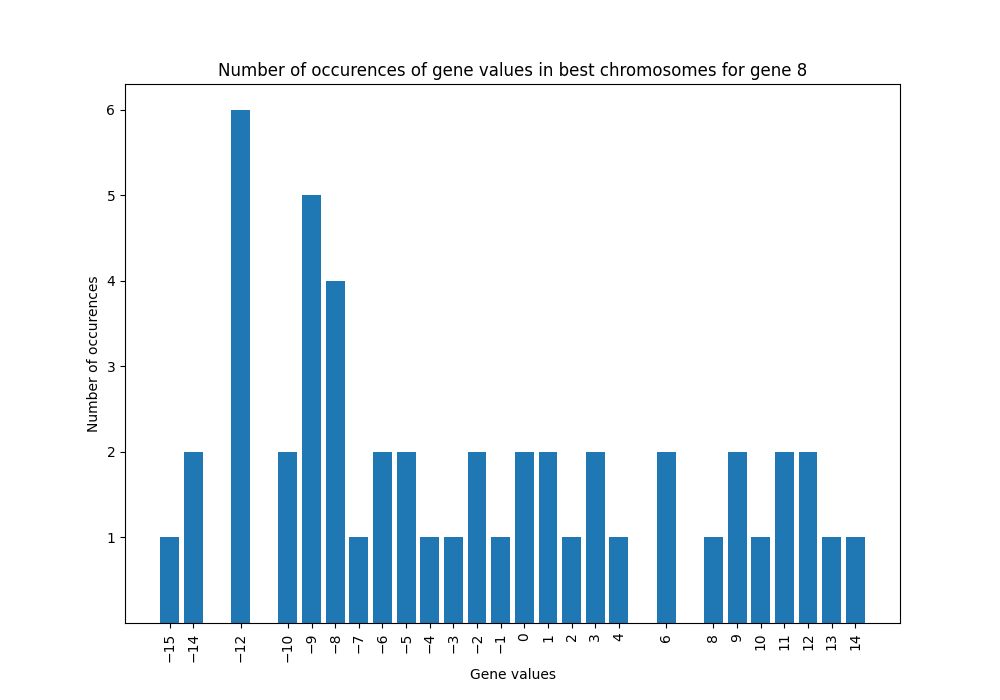 Number of occurences of gene values in best chromosomes for gene 8
Number of occurences
6
5
4
3
2
1
−15 −14 −12 −10 −9 −8 −7 −6 −5 −4 −3 −2 −1 0 1 2 3 4 6 8 9 10 11 12 13 14
Gene values